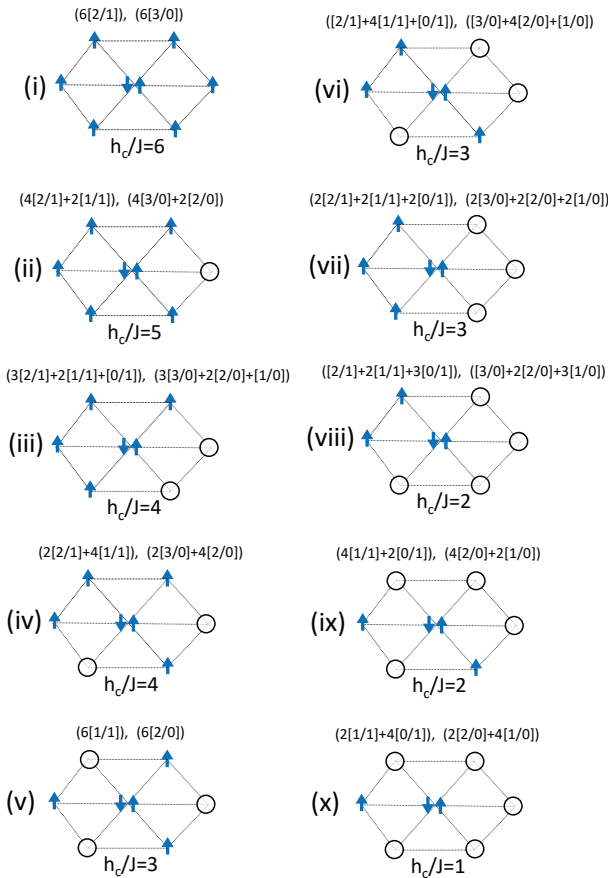 (6[2/1]), (6[3/0])
(i)
h_c/J=6
(4[2/1]+2[1/1]), (4[3/0]+2[2/0])
(ii)
h_c/J=5
(3[2/1]+2[1/1]+[0/1]), (3[3/0]+2[2/0]+[1/0])
(iii)
h_c/J=4
(2[2/1]+4[1/1]), (2[3/0]+4[2/0])
(iv)
h_c/J=4
(6[1/1]), (6[2/0])
(v)
h_c/J=3
([2/1]+4[1/1]+[0/1]), ([3/0]+4[2/0]+[1/0])
(vi)
h_c/J=3
(2[2/1]+2[1/1]+2[0/1]), (2[3/0]+2[2/0]+2[1/0])
(vii)
h_c/J=3
([2/1]+2[1/1]+3[0/1]), ([3/0]+2[2/0]+3[1/0])
(viii)
h_c/J=2
(4[1/1]+2[0/1]), (4[2/0]+2[1/0])
(ix)
h_c/J=2
(2[1/1]+4[0/1]), (2[2/0]+4[1/0])
(x)
h_c/J=1